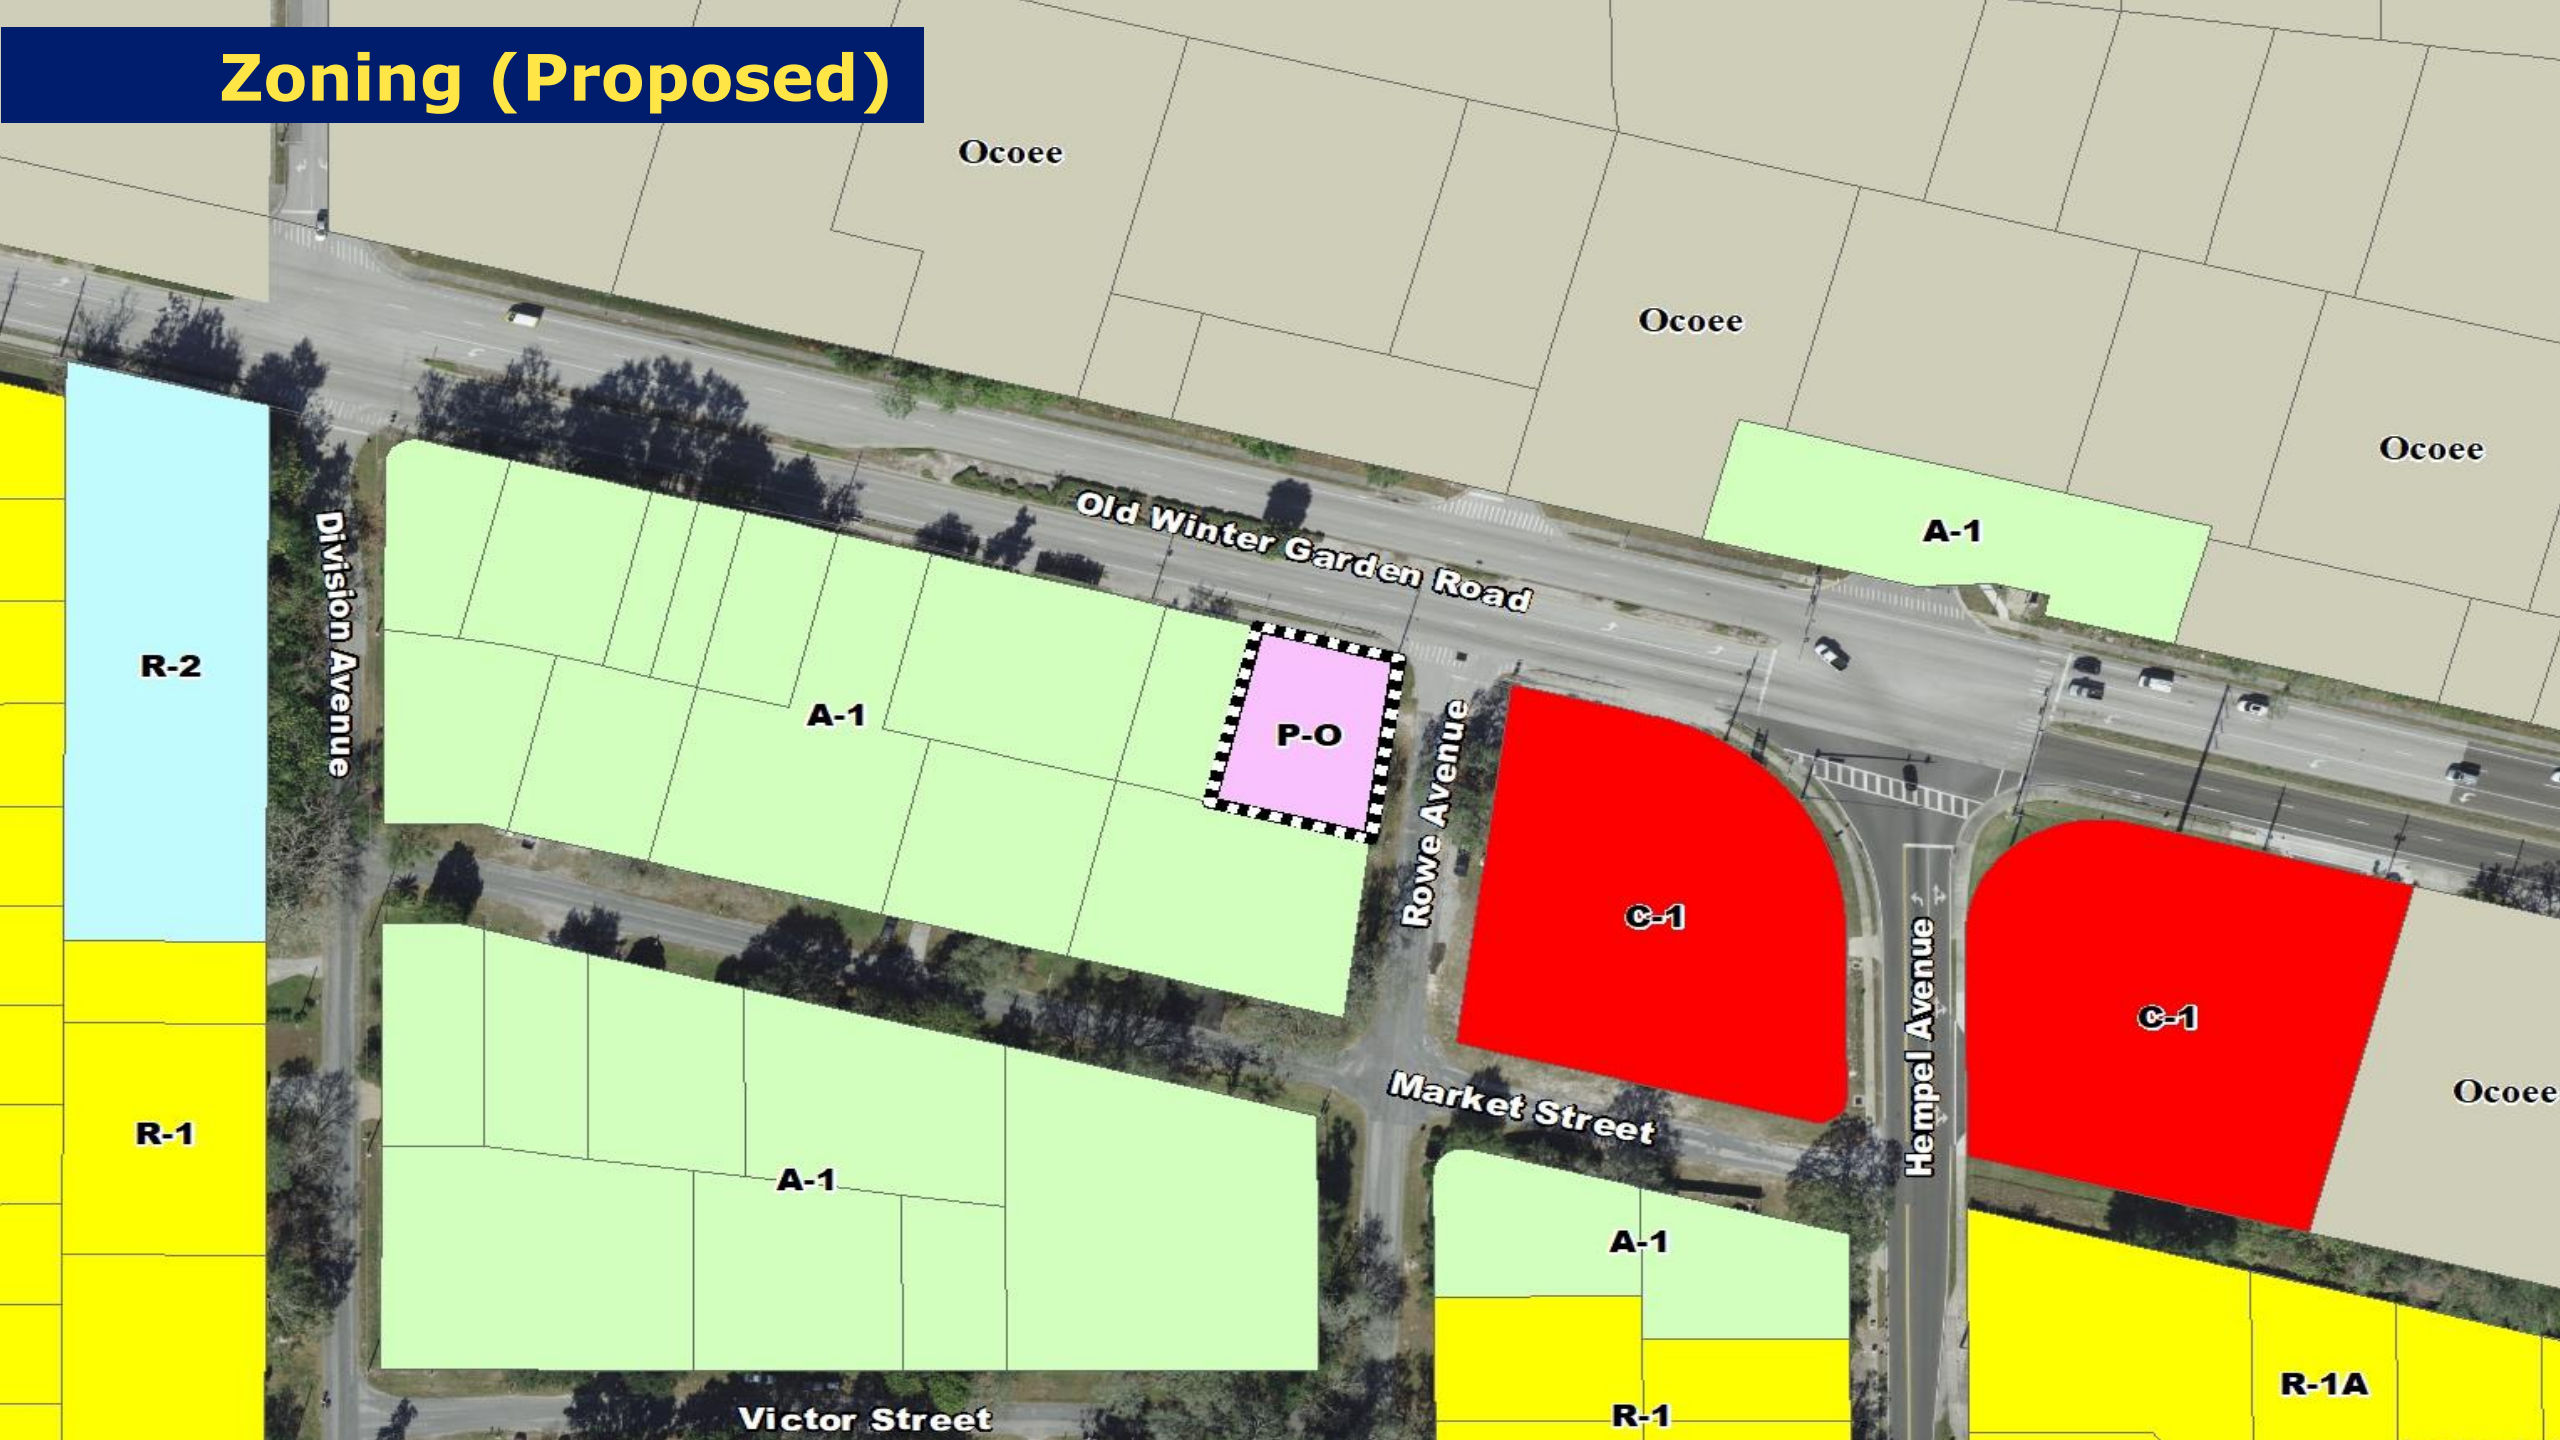 Zoning (Proposed)
Ocoee
Ocoee
Ocoee
A-1
Old Winter Garden Road
Division Avenue
R-2
A-1
P-O
Rowe Avenue
C-1
Hempel Avenue
C-1
Ocoee
Market Street
R-1
A-1
A-1
R-1A
R-1
Victor Street